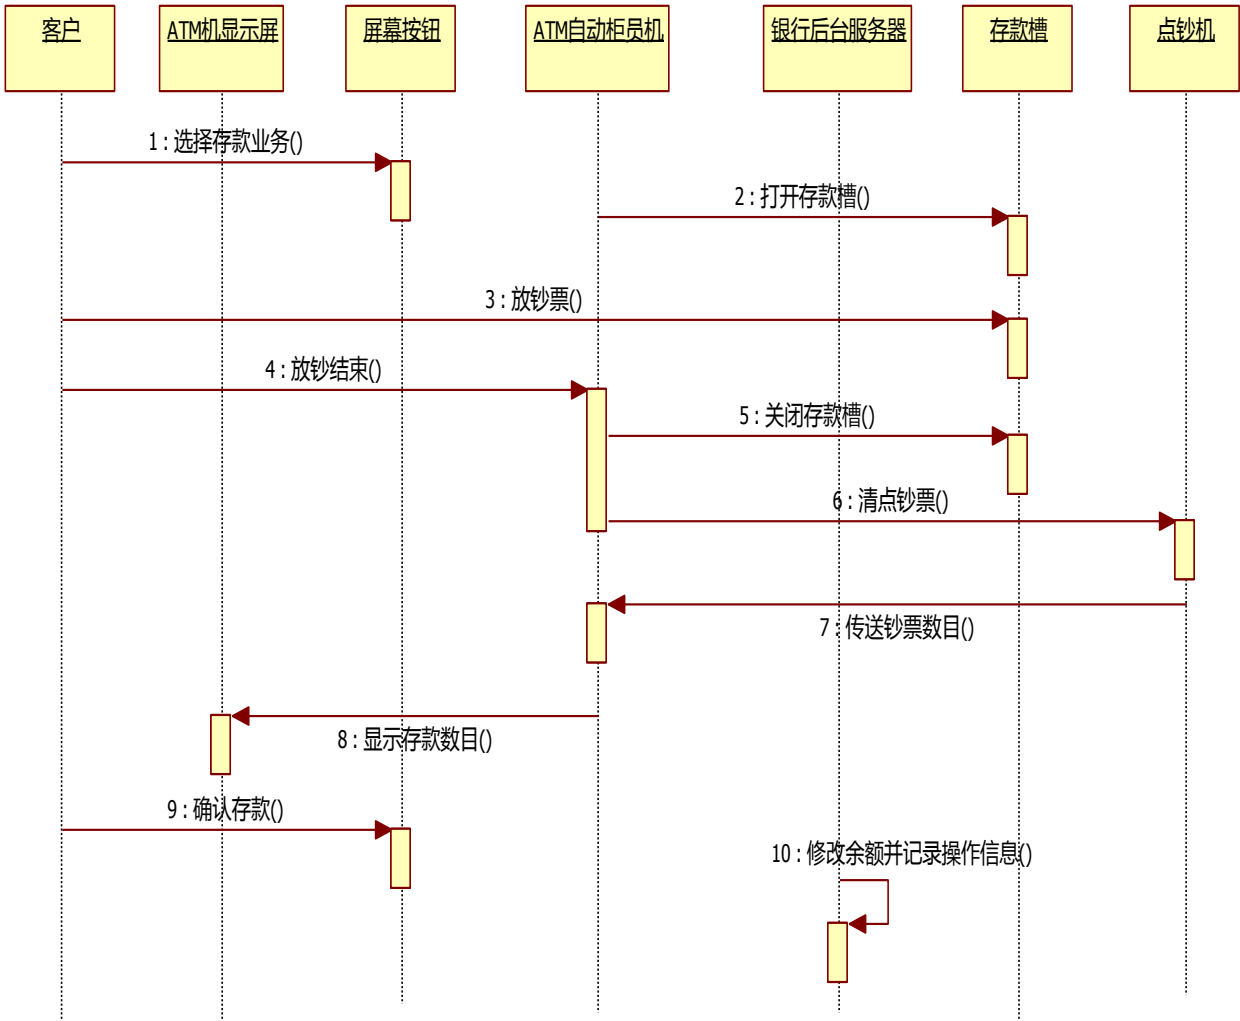 客户
ATM机显示屏
屏幕按钮
ATM自动柜员机
银行后台服务器
存款槽
点钞机
1 : 选择存款业务()
2 : 打开存款槽()
3 : 放钞票()
4 : 放钞结束()
5 : 关闭存款槽()
6 : 清点钞票()
7 : 传送钞票数目()
8 : 显示存款数目()
9 : 确认存款()
10 : 修改余额并记录操作信息()